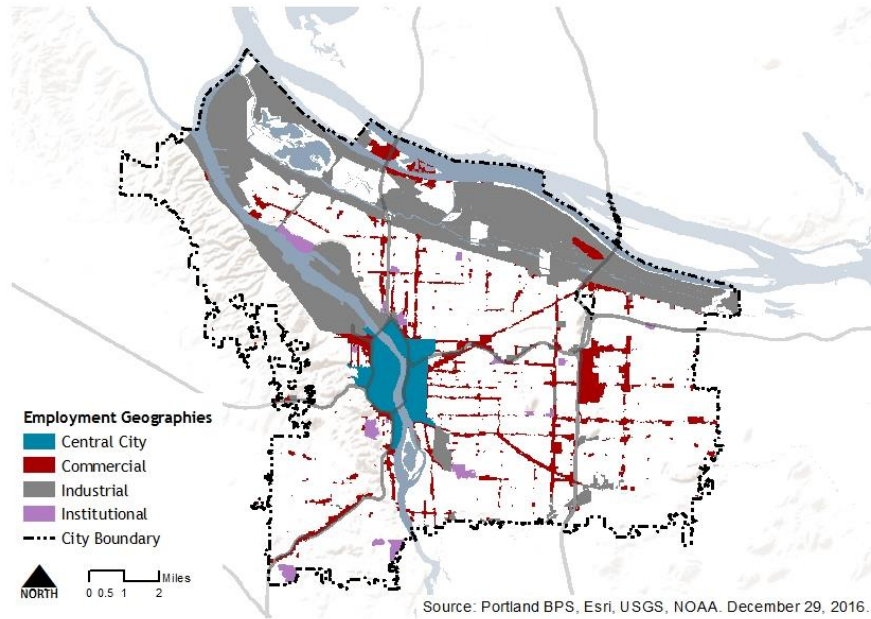 Employment Geographies
Central City
Commercial
Industrial
Institutional
City Boundary
NORTH
0 0.5 1 2 Miles
Source: Portland BPS, Esri, USGS, NOAA. December 29, 2016.